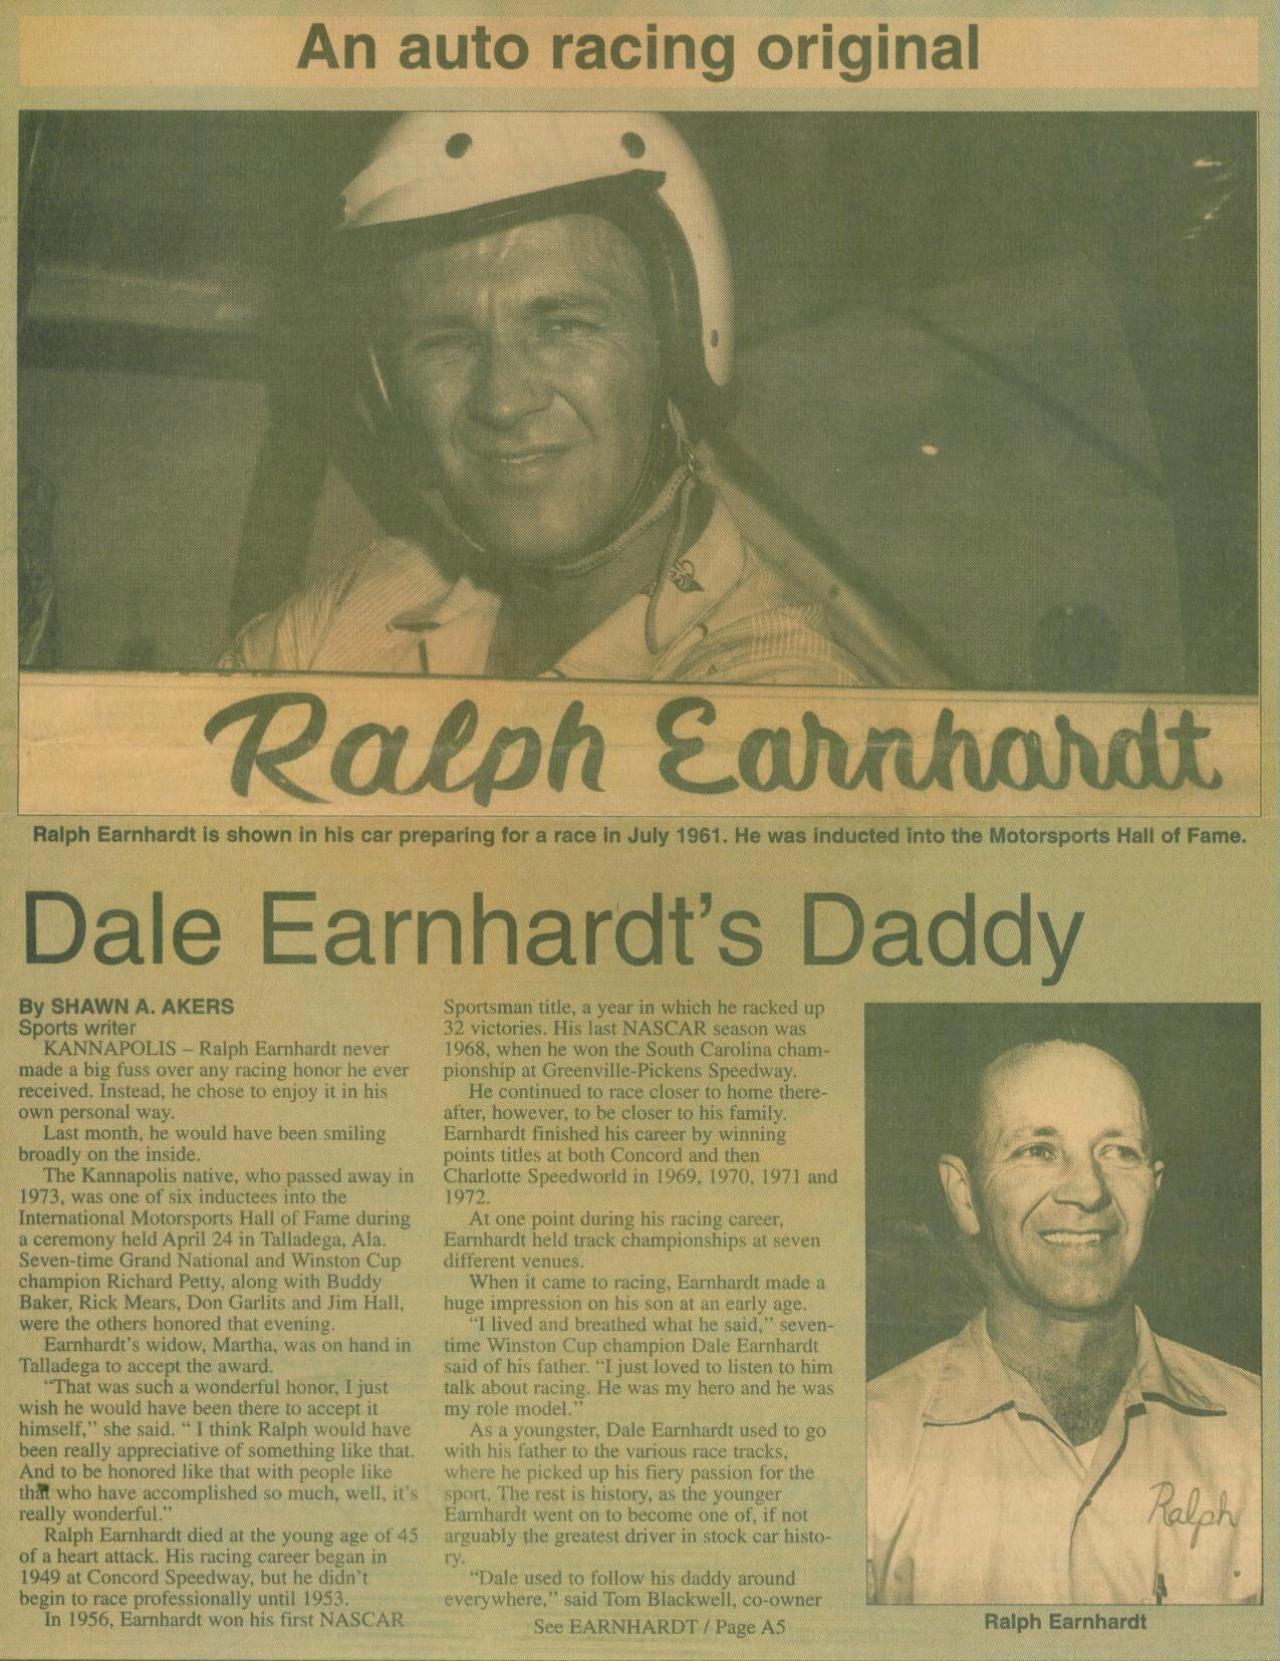 An auto racing original
Ralph Earnhardt
Ralph Earnhardt is shown in his car preparing for a race in July 1961. He was inducted into the Motorsports Hall of Fame.
Dale Earnhardt's Daddy
By SHAWN A. AKERS
Sports writer
KANNAPOLIS – Ralph Earnhardt never
made a big fuss over any racing honor he ever
received. Instead, he chose to enjoy it in his
own personal way.
Last month, he would have been smiling
broadly on the inside.
The Kannapolis native, who passed away in
1973, was one of six inductees into the
International Motorsports Hall of Fame during
a ceremony held April 24 in Talladega, Ala.
Seven-time Grand National and Winston Cup
champion Richard Petty, along with Buddy
Baker, Rick Mears, Don Garlits and Jim Hall,
were the others honored that evening.
Earnhardt's widow, Martha, was on hand in
Talladega to accept the award.
"That was such a wonderful honor, I just
wish he would have been there to accept it
himself," she said. " I think Ralph would have
been really appreciative of something like that.
And to be honored like that with people like
that who have accomplished so much, well, it's
really wonderful."
Ralph Earnhardt died at the young age of 45
of a heart attack. His racing career began in
1949 at Concord Speedway, but he didn't
begin to race professionally until 1953.
In 1956, Earnhardt won his first NASCAR
Sportsman title, a year in which he racked up
32 victories. His last NASCAR season was
1968, when he won the South Carolina cham-
pionship at Greenville-Pickens Speedway.
He continued to race closer to home there-
after, however, to be closer to his family.
Earnhardt finished his career by winning
points titles at both Concord and then
Charlotte Speedworld in 1969, 1970, 1971 and
1972.
At one point during his racing career,
Earnhardt held track championships at seven
different venues.
When it came to racing, Earnhardt made a
huge impression on his son at an early age.
"I lived and breathed what he said," seven-
time Winston Cup champion Dale Earnhardt
said of his father. "I just loved to listen to him
talk about racing. He was my hero and he was
my role model."
As a youngster, Dale Earnhardt used to go
with his father to the various race tracks,
where he picked up his fiery passion for the
sport. The rest is history, as the younger
Earnhardt went on to become one of, if not
arguably the greatest driver in stock car histo-
ry.
"Dale used to follow his daddy around
everywhere," said Tom Blackwell, co-owner
See EARNHARDT / Page A5
Ralph
Ralph Earnhardt